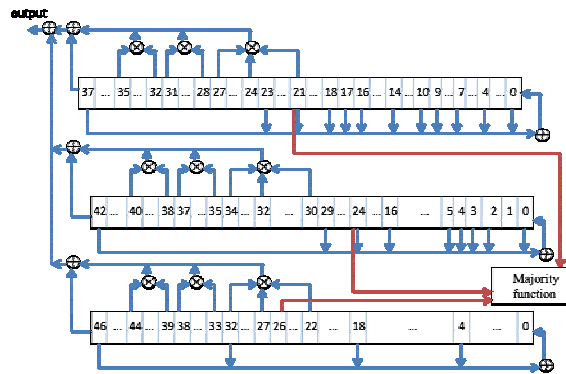 output
37 ... 35 ... 32 31 ... 28 27 ... 24 23 ... 21 ... 18 17 16 ... 14 ... 10 9 ... 7 ... 4 ... 0
42 ... 40 ... 38 37 ... 35 34 ... 32 ... 30 29 ... 24 ... 16 ... 5 4 3 2 1 0
Majority
function
46 ... 44 ... 39 38 ... 33 32 ... 27 26 ... 22 ... 18 ... 4 ... 0